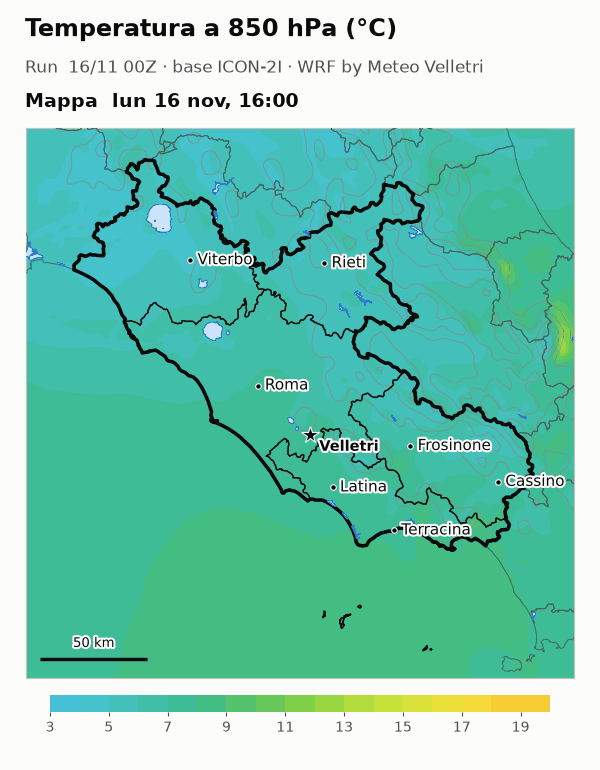 Temperatura a 850 hPa (°C)
Run  16/11 00Z · base ICON-2I · WRF by Meteo Velletri
Mappa  lun 16 nov, 16:00
Viterbo
Rieti
Roma
Velletri
Frosinone
Latina
Cassino
Terracina
50 km
3 5 7 9 11 13 15 17 19